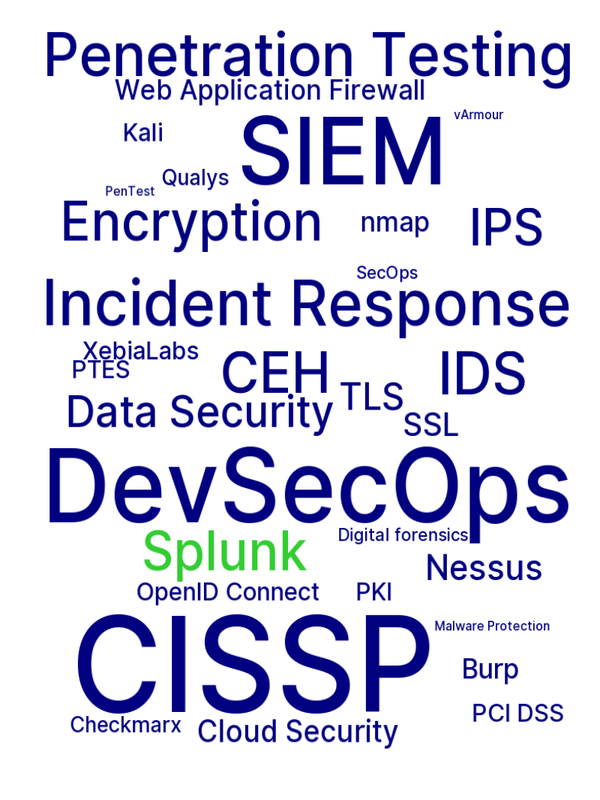 Penetration Testing
Web Application Firewall
vArmour
Kali
SIEM
Qualys
PenTest
Encryption
nmap
IPS
SecOps
Incident Response
XebiaLabs
PTES
CEH
IDS
TLS
Data Security
SSL
DevSecOps
Splunk
Digital forensics
Nessus
OpenID Connect
PKI
CISSP
Malware Protection
Burp
PCI DSS
Checkmarx
Cloud Security